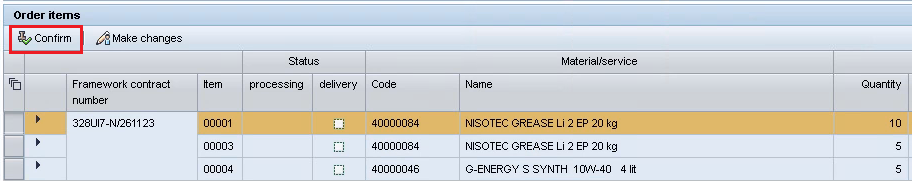 Order items
Confirm Make changes
Status Material/service
Framework contract number Item processing delivery Code Name Quantity
328UI7-N/261123 00001 40000084 NISOTEC GREASE Li 2 EP 20 kg 10
00003 40000084 NISOTEC GREASE Li 2 EP 20 kg 5
00004 40000046 G-ENERGY S SYNTH 10W-40 4 lit 5